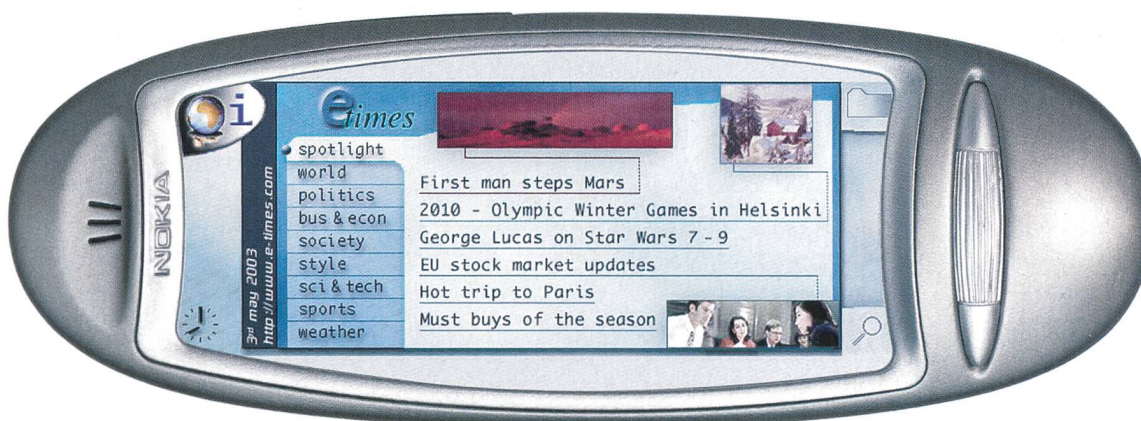 NOKIA
i
3rd may 2003
http://www.e-times.com
etimes
spotlight
world
politics
bus & econ
society
style
sci & tech
sports
weather
First man steps Mars
2010 - Olympic Winter Games in Helsinki
George Lucas on Star Wars 7 - 9
EU stock market updates
Hot trip to Paris
Must buys of the season